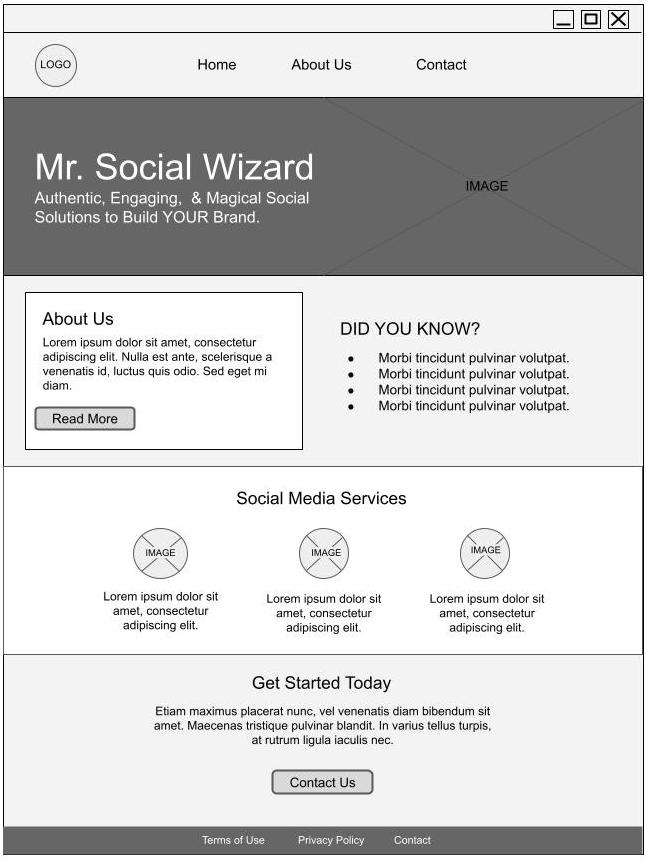 LOGO
Home
About Us
Contact
Mr. Social Wizard
Authentic, Engaging,  & Magical Social
Solutions to Build YOUR Brand.
IMAGE
About Us
Lorem ipsum dolor sit amet, consectetur
adipiscing elit. Nulla est ante, scelerisque a
venenatis id, luctus quis odio. Sed eget mi
diam.
Read More
DID YOU KNOW?
● Morbi tincidunt pulvinar volutpat.
● Morbi tincidunt pulvinar volutpat.
● Morbi tincidunt pulvinar volutpat.
● Morbi tincidunt pulvinar volutpat.
Social Media Services
IMAGE
Lorem ipsum dolor sit
amet, consectetur
adipiscing elit.
IMAGE
Lorem ipsum dolor sit
amet, consectetur
adipiscing elit.
IMAGE
Lorem ipsum dolor sit
amet, consectetur
adipiscing elit.
Get Started Today
Etiam maximus placerat nunc, vel venenatis diam bibendum sit
amet. Maecenas tristique pulvinar blandit. In varius tellus turpis,
at rutrum ligula iaculis nec.
Contact Us
Terms of Use
Privacy Policy
Contact